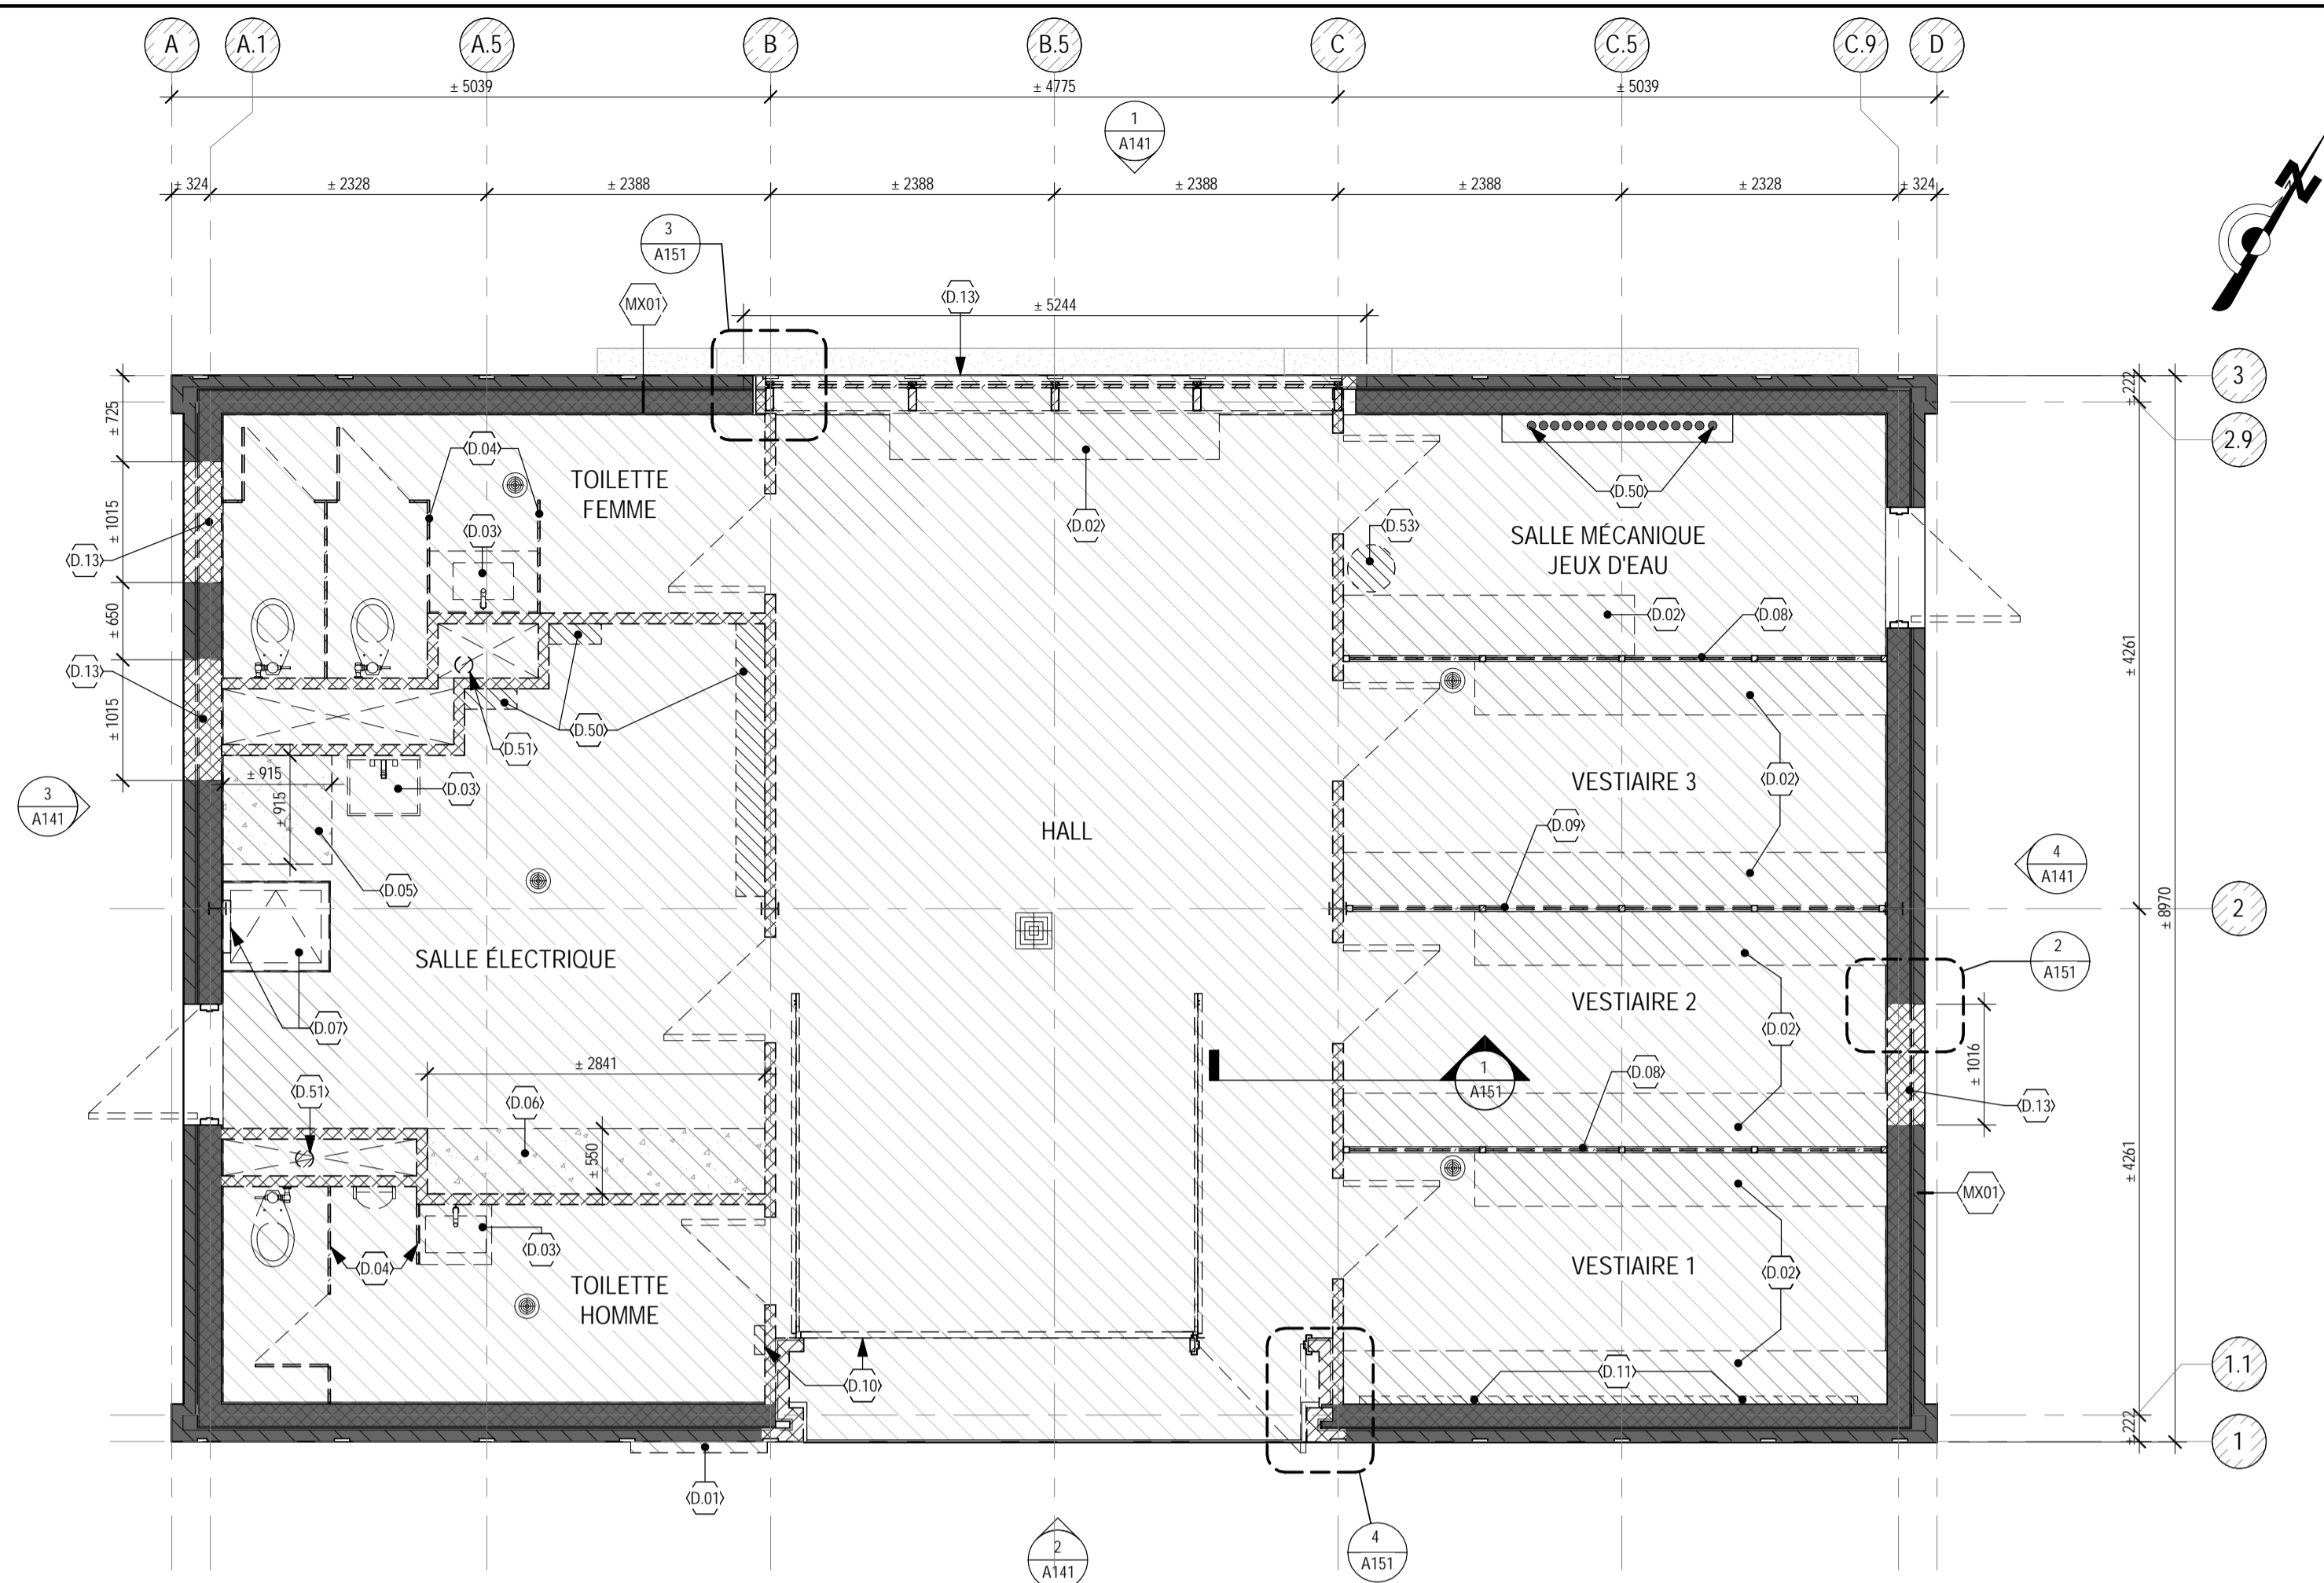 A
A.1
A.5
B
B.5
C
C.5
C.9
D
± 5039
± 4775
± 5039
1
A141
± 324
± 2328
± 2388
± 2388
± 2388
± 2388
± 2328
± 324
N
3
A151
MX01
D.13
± 5244
3
2.9
± 222
± 725
D.04
TOILETTE
FEMME
D.03
D.02
D.50
D.53
SALLE MÉCANIQUE
JEUX D'EAU
± 1015
D.13
± 650
D.02
D.08
± 4261
D.13
± 1015
D.50
D.51
± 915
± 915
D.03
3
A141
VESTIAIRE 3
D.02
HALL
D.09
D.05
4
A141
± 8970
2
SALLE ÉLECTRIQUE
2
A151
VESTIAIRE 2
D.07
D.02
± 2841
± 1016
D.51
D.06
1
A151
D.08
D.13
± 550
± 4261
MX01
D.03
D.04
TOILETTE
HOMME
VESTIAIRE 1
D.02
D.10
D.11
1.1
± 222
1
D.01
2
A141
4
A151